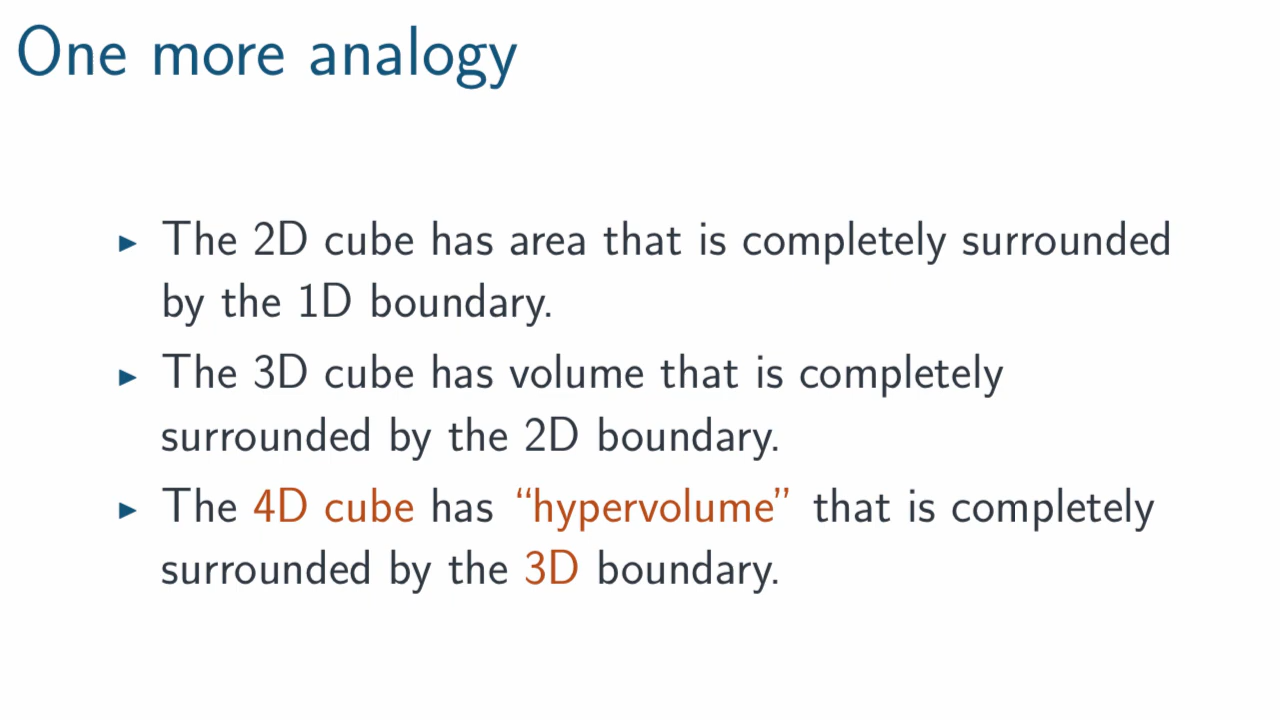 One more analogy
▶ The 2D cube has area that is completely surrounded
by the 1D boundary.
▶ The 3D cube has volume that is completely
surrounded by the 2D boundary.
▶ The 4D cube has “hypervolume” that is completely
surrounded by the 3D boundary.